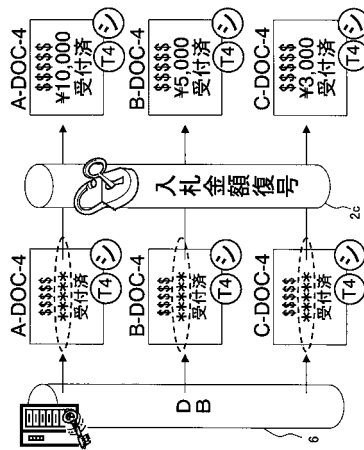 A-DOC-4
$$$$$
*****
受付済
T4
シ
B-DOC-4
$$$$$
*****
受付済
T4
シ
C-DOC-4
$$$$$
*****
受付済
T4
シ
DB
6
入札金額復号
2c
A-DOC-4
$$$$$
¥10,000
受付済
T4
シ
B-DOC-4
$$$$$
¥5,000
受付済
T4
シ
C-DOC-4
$$$$$
¥3,000
受付済
T4
シ